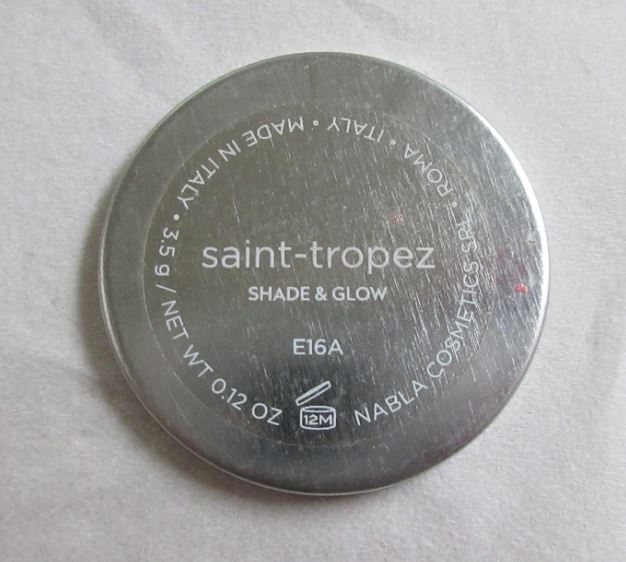 saint-tropez
SHADE & GLOW
E16A
12M
NABLA COSMETICS SRL • ROMA • ITALY • MADE IN ITALY • 3.5 g / NET WT 0.12 OZ